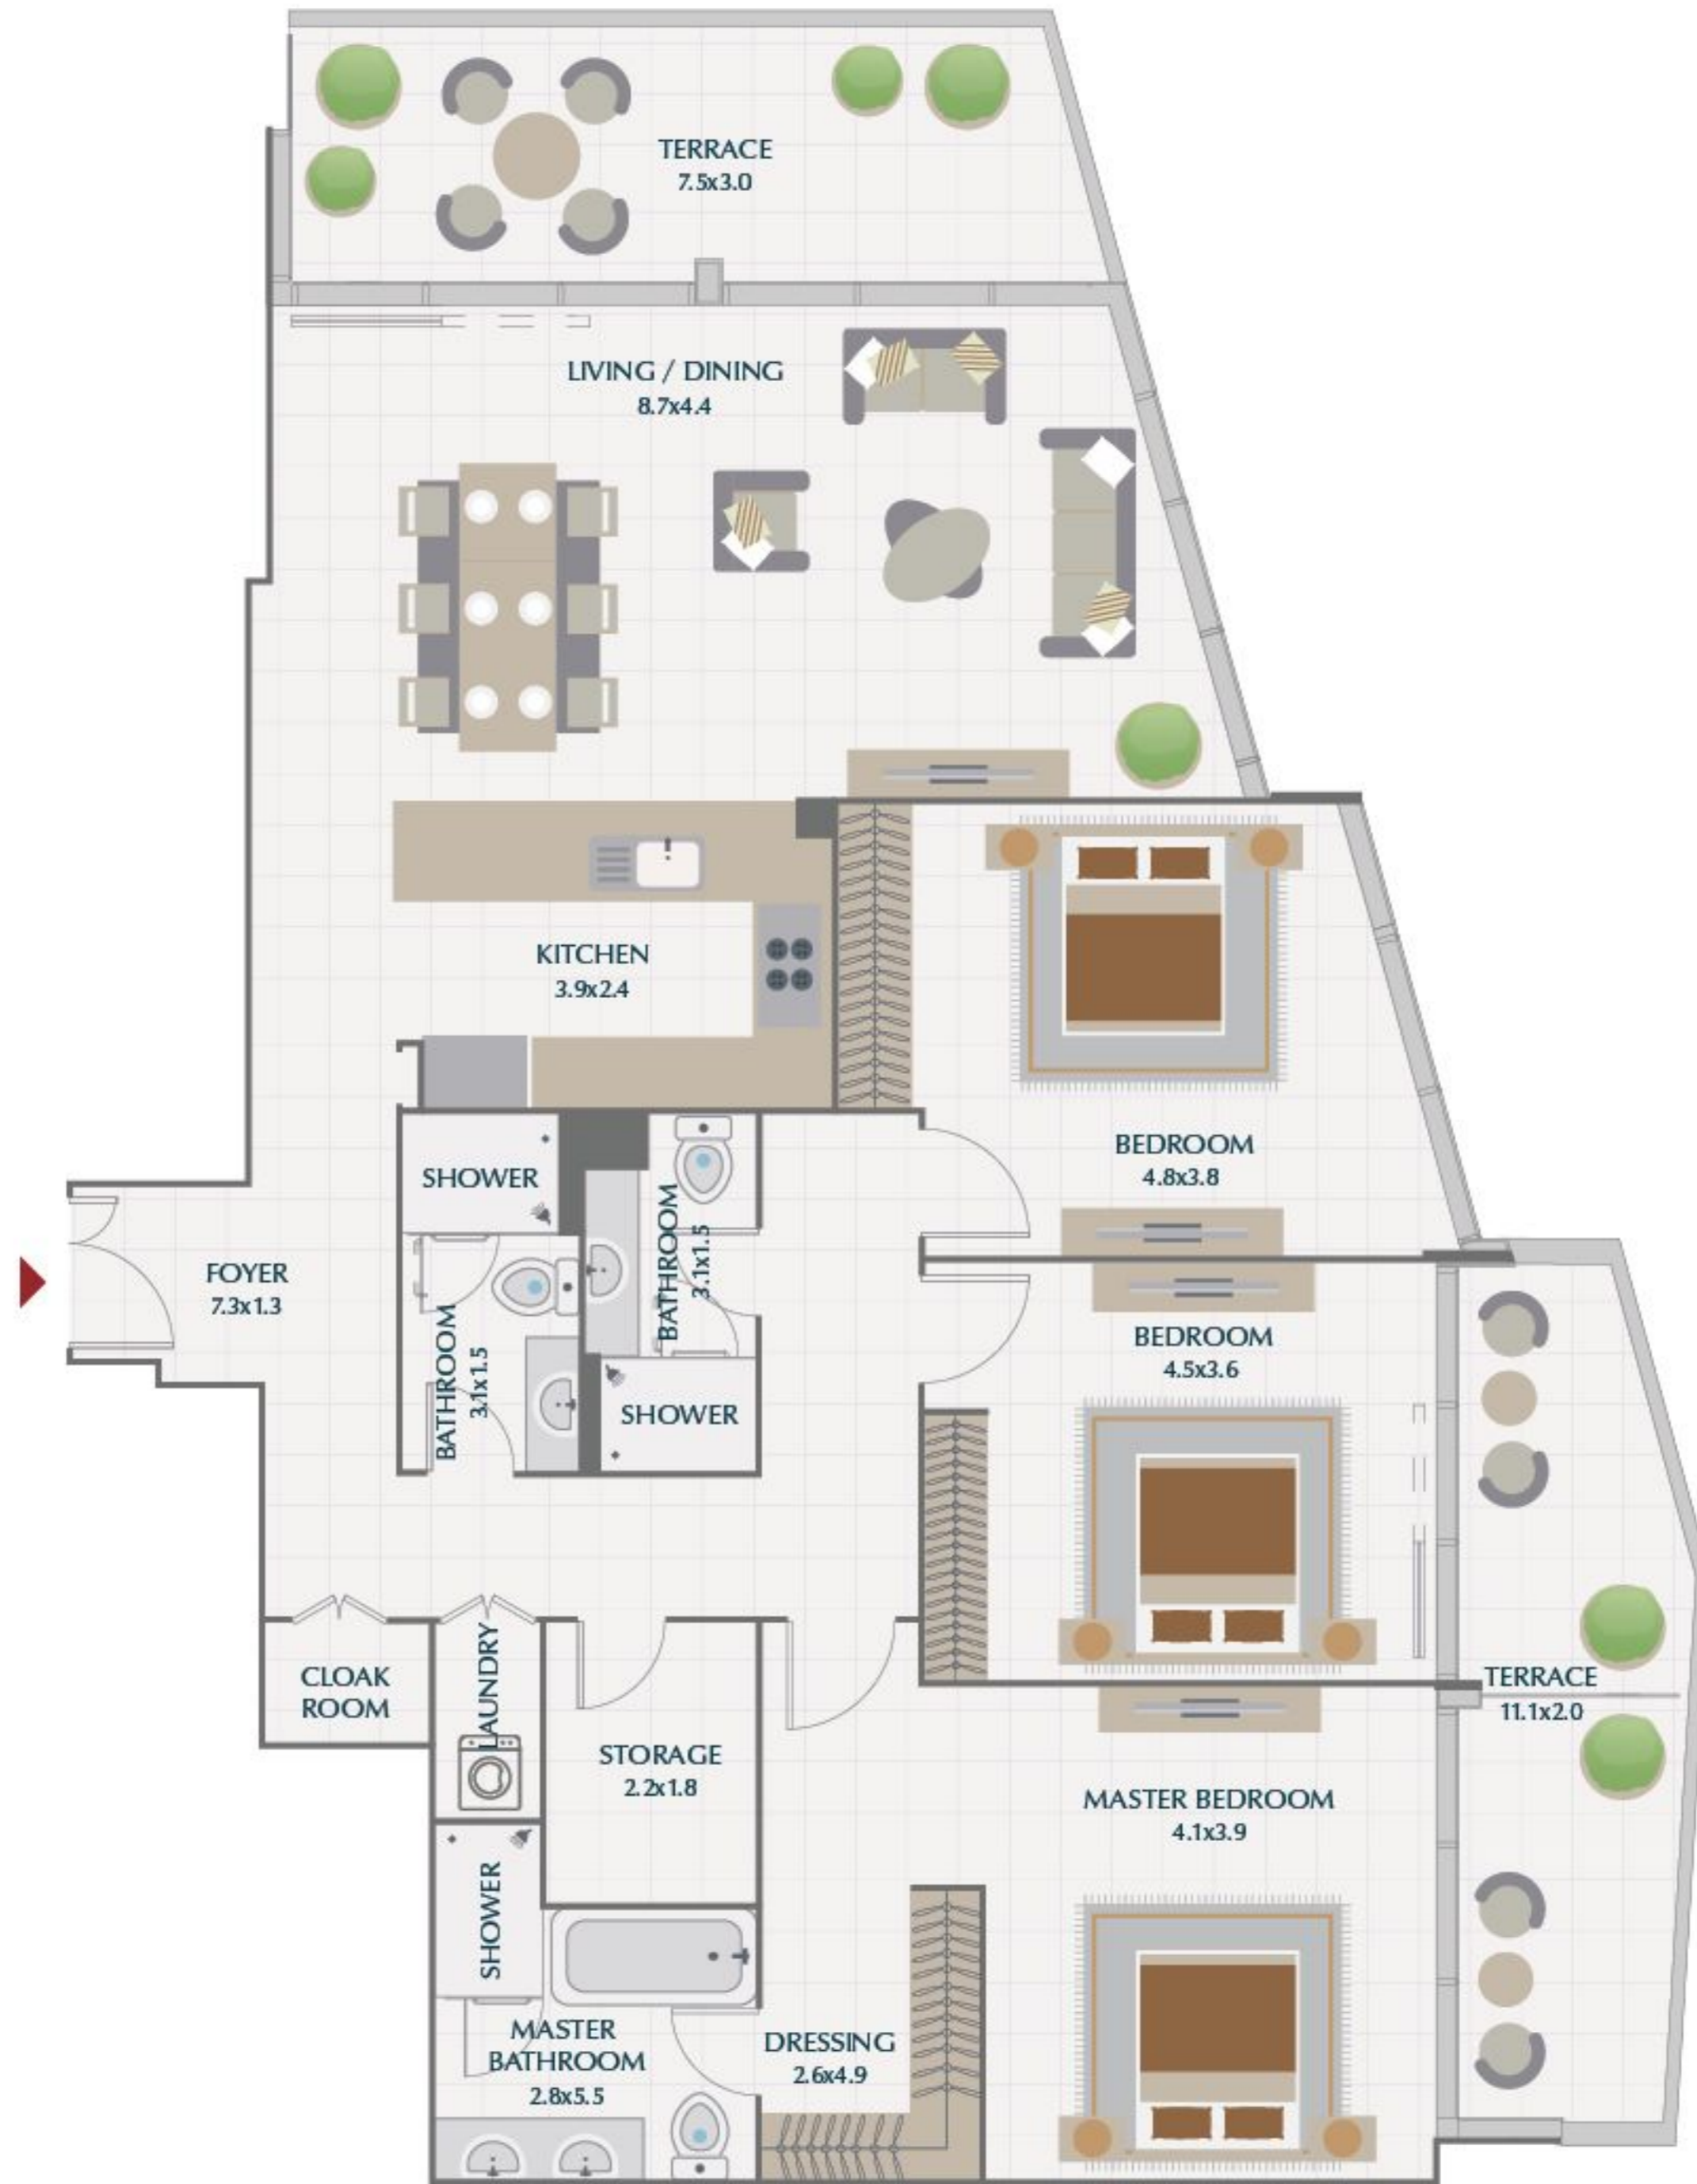 TERRACE
7.5x3.0
LIVING / DINING
8.7x4.4
KITCHEN
3.9x2.4
BEDROOM
4.8x3.8
SHOWER
BATHROOM
3.1x1.5
FOYER
7.3x1.3
BATHROOM
3.1x1.5
SHOWER
BEDROOM
4.5x3.6
CLOAK
ROOM
LAUNDRY
STORAGE
2.2x1.8
TERRACE
11.1x2.0
MASTER BEDROOM
4.1x3.9
SHOWER
MASTER
BATHROOM
2.8x5.5
DRESSING
2.6x4.9